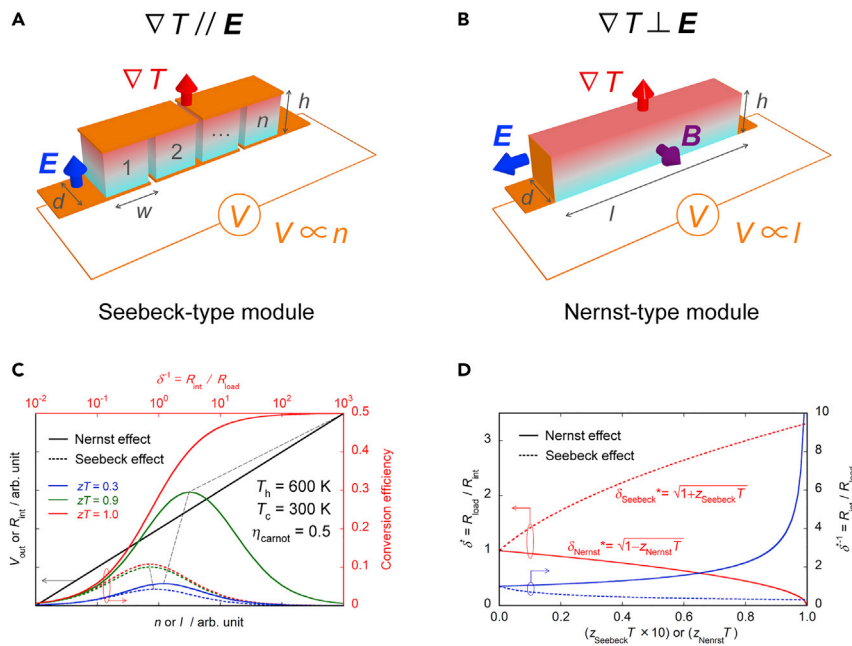 A
∇ T // E
∇ T
h
n
...
2
1
E
d
w
V
V ∝ n
Seebeck-type module
B
∇ T ⊥ E
∇ T
h
E
B
d
l
V
V ∝ l
Nernst-type module
C
δ⁻¹ = R_int / R_load
10⁻² 10⁻¹ 10⁰ 10¹ 10² 10³
Nernst effect
Seebeck effect
zT = 0.3
zT = 0.9
zT = 1.0
T_h = 600 K
T_c = 300 K
η_carnot = 0.5
V_out or R_int / arb. unit
0.5
0.4
0.3
0.2
0.1
0
Conversion efficiency
n or l / arb. unit
D
Nernst effect
Seebeck effect
δ_Seebeck* = √1+z_SeebeckT
δ_Nernst* = √1−z_NernstT
3
2
1
0
δ* = R_load / R_int
10
8
6
4
2
0
δ*⁻¹ = R_int / R_load
0.0 0.2 0.4 0.6 0.8 1.0
(z_SeebeckT × 10) or (z_NenrstT)